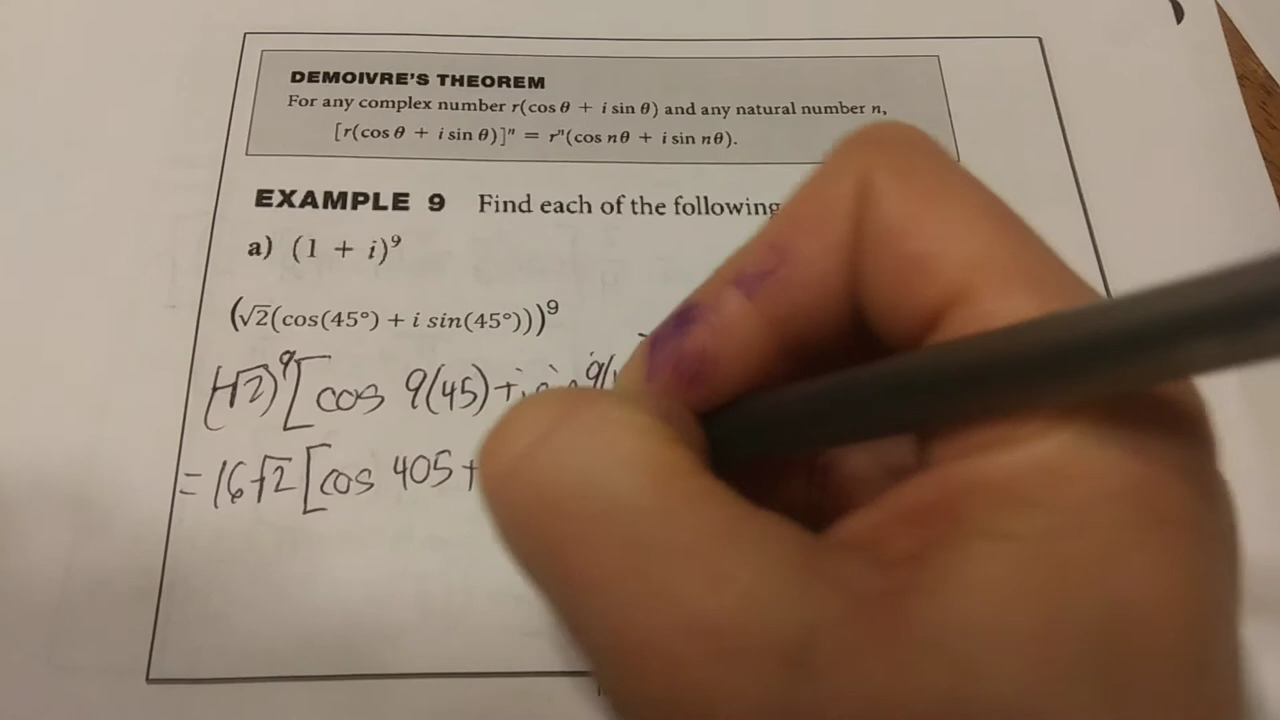 DEMOIVRE'S THEOREM
For any complex number r(cos θ + i sin θ) and any natural number n,
[r(cos θ + i sin θ)]ⁿ = rⁿ(cos nθ + i sin nθ).
EXAMPLE 9 Find each of the following
a) (1 + i)⁹
(√2(cos(45°) + i sin(45°)))⁹
(√2)⁹[cos 9(45)+i sin 9(
=16√2[cos 405+